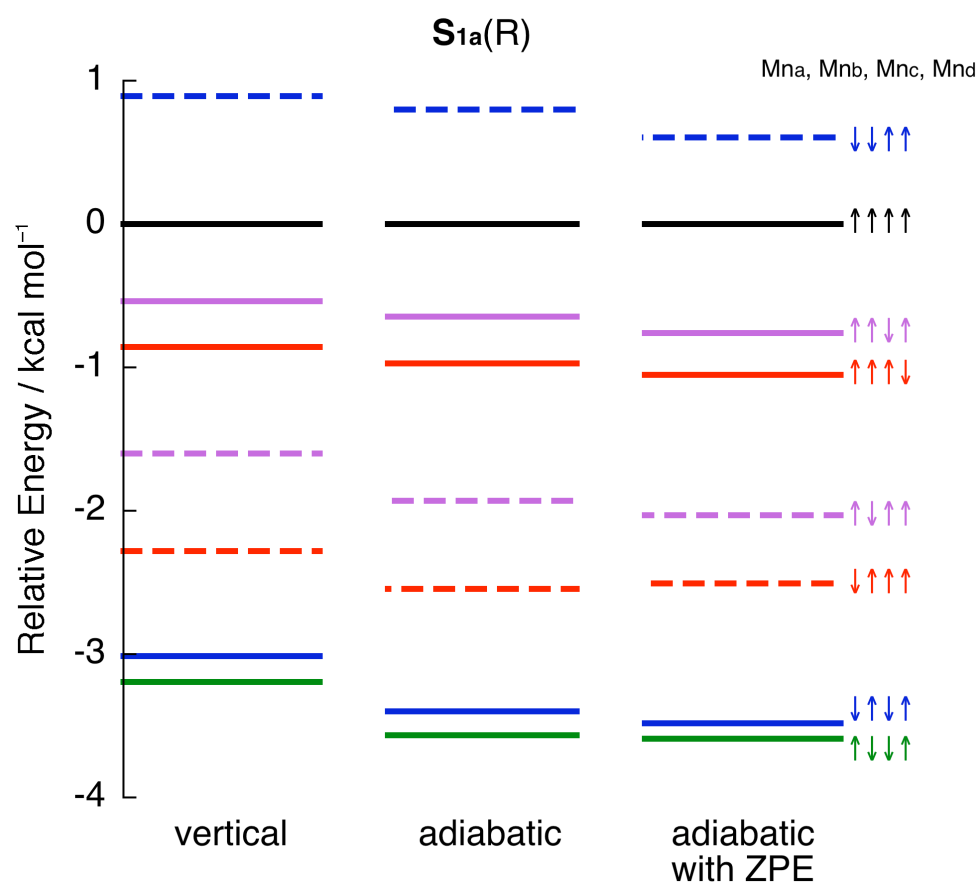 S1a(R)
Mna, Mnb, Mnc, Mnd
Relative Energy / kcal mol⁻¹
1
0
-1
-2
-3
-4
↓↓↑↑
↑↑↑↑
↑↑↓↑
↑↑↑↓
↑↓↑↑
↓↑↑↑
↓↑↓↑
↑↓↓↑
vertical
adiabatic
adiabatic
with ZPE